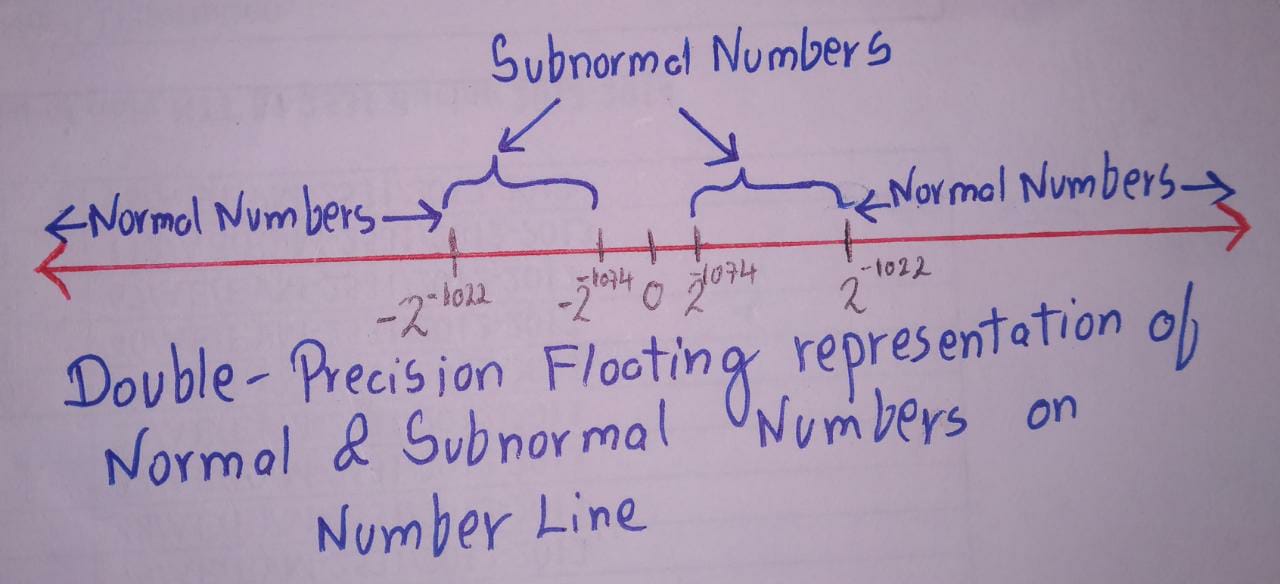 Subnormal Numbers
←Normal Numbers→ ←Normal Numbers→
-2^-1022 -2^-1074 0 2^-1074 2^-1022
Double-Precision Floating representation of
Normal & Subnormal Numbers on
Number Line